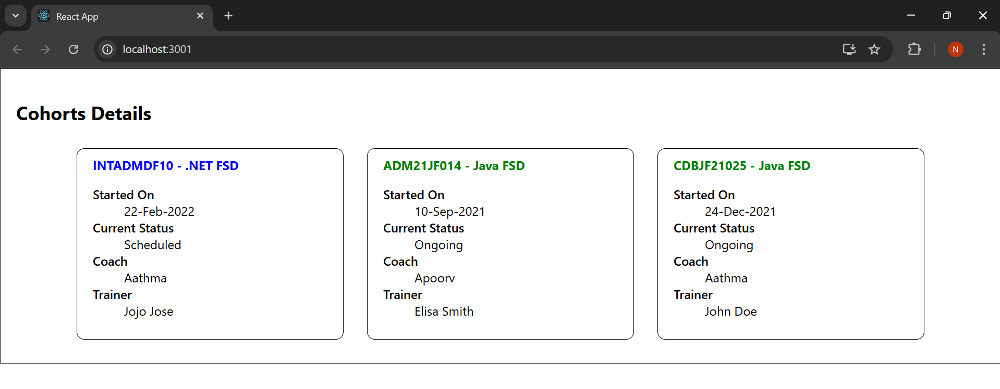 React App
localhost:3001
N
Cohorts Details
INTADMDF10 - .NET FSD
Started On
22-Feb-2022
Current Status
Scheduled
Coach
Aathma
Trainer
Jojo Jose
ADM21JF014 - Java FSD
Started On
10-Sep-2021
Current Status
Ongoing
Coach
Apoorv
Trainer
Elisa Smith
CDBJF21025 - Java FSD
Started On
24-Dec-2021
Current Status
Ongoing
Coach
Aathma
Trainer
John Doe